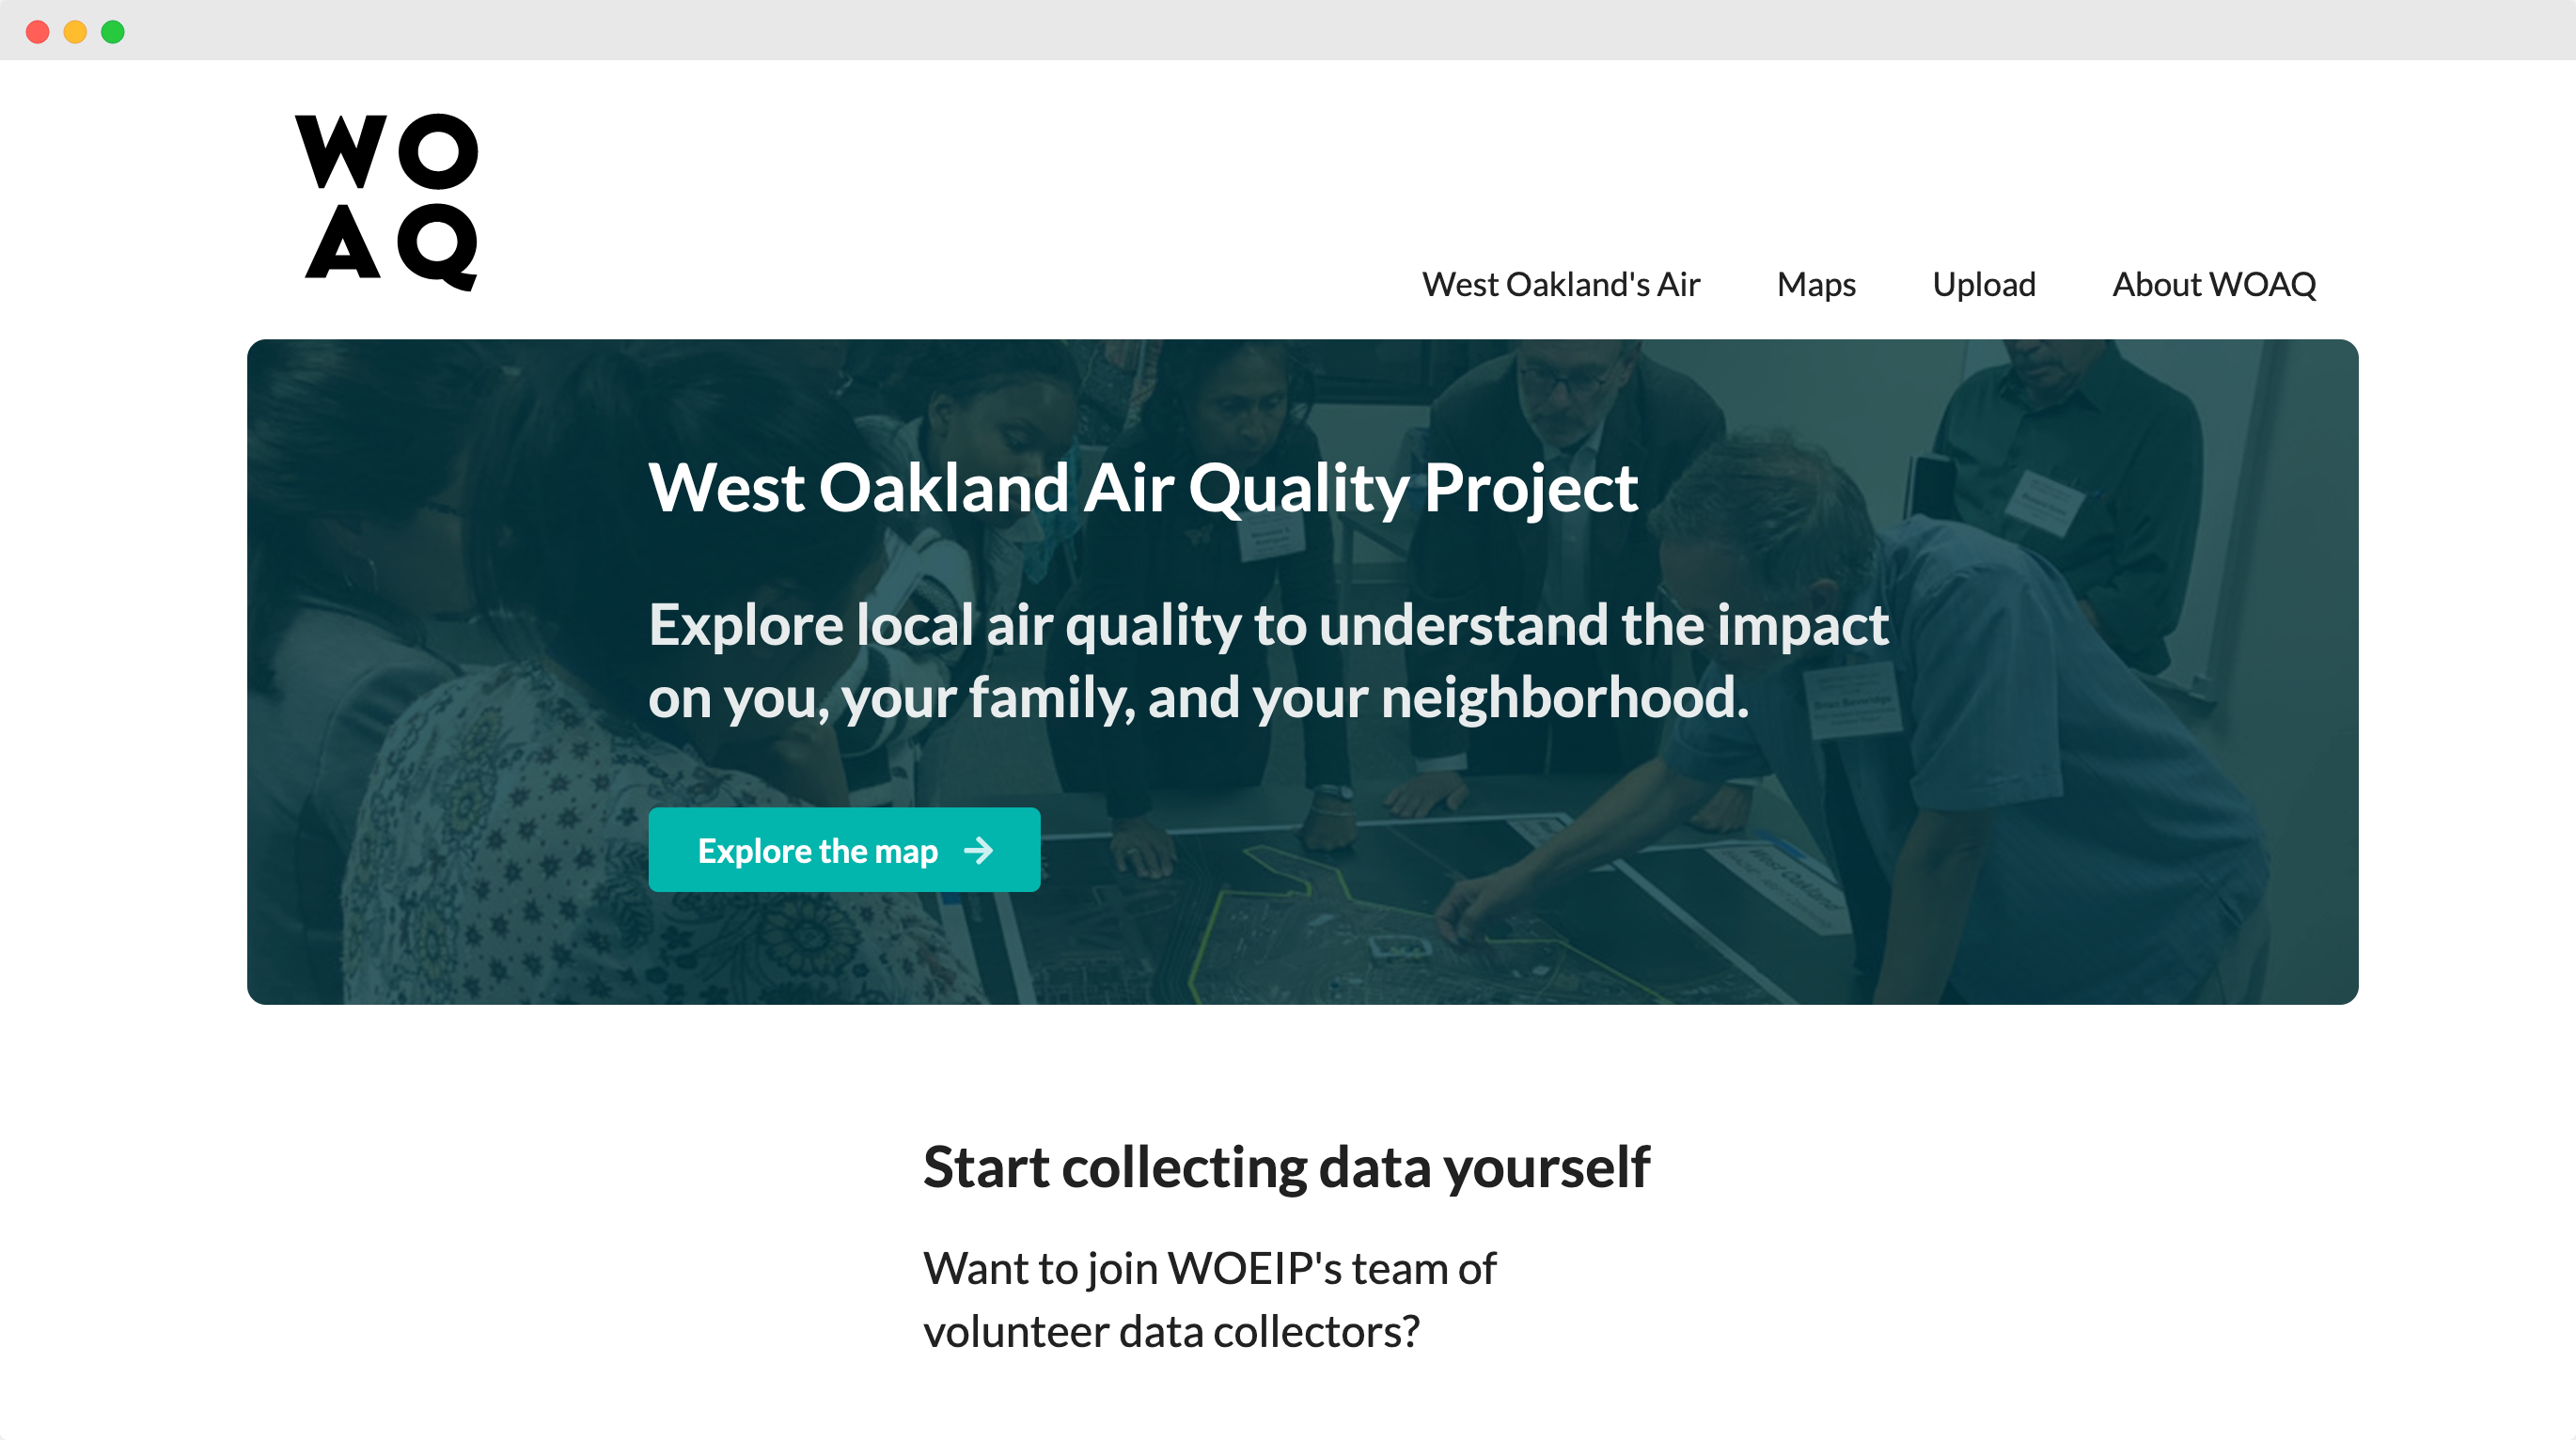 WO
AQ
West Oakland's Air Maps Upload About WOAQ
West Oakland Air Quality Project
Explore local air quality to understand the impact
on you, your family, and your neighborhood.
Explore the map
West Oakland
Start collecting data yourself
Want to join WOEIP's team of
volunteer data collectors?